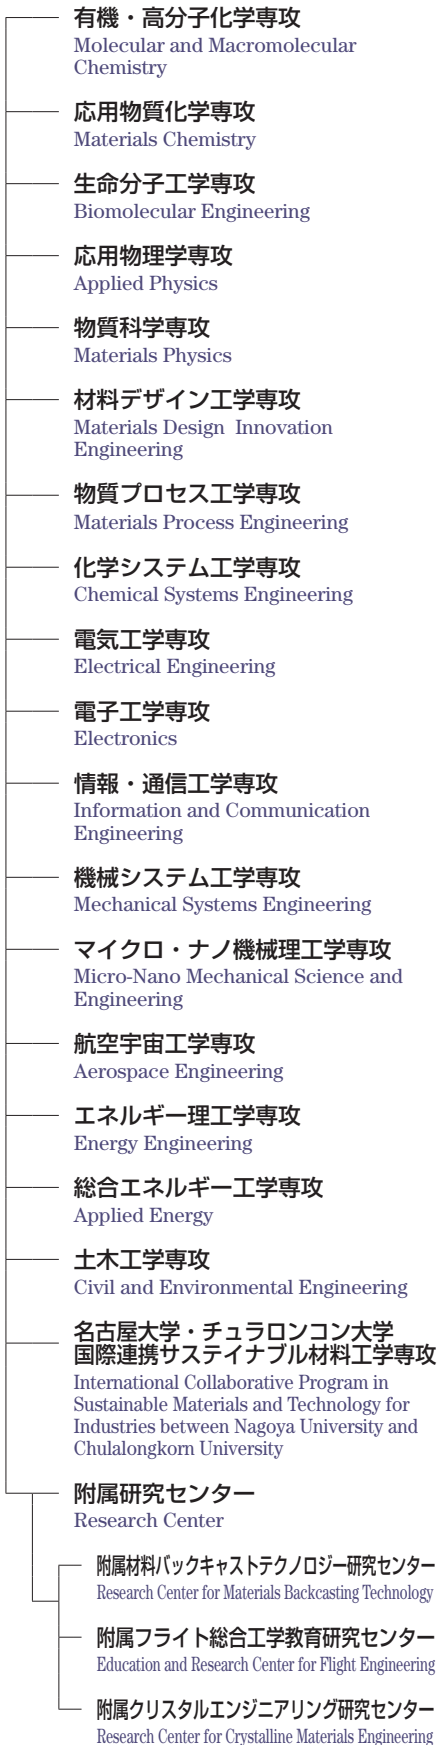 有機・高分子化学専攻
Molecular and Macromolecular
Chemistry
応用物質化学専攻
Materials Chemistry
生命分子工学専攻
Biomolecular Engineering
応用物理学専攻
Applied Physics
物質科学専攻
Materials Physics
材料デザイン工学専攻
Materials Design Innovation
Engineering
物質プロセス工学専攻
Materials Process Engineering
化学システム工学専攻
Chemical Systems Engineering
電気工学専攻
Electrical Engineering
電子工学専攻
Electronics
情報・通信工学専攻
Information and Communication
Engineering
機械システム工学専攻
Mechanical Systems Engineering
マイクロ・ナノ機械理工学専攻
Micro-Nano Mechanical Science and
Engineering
航空宇宙工学専攻
Aerospace Engineering
エネルギー理工学専攻
Energy Engineering
総合エネルギー工学専攻
Applied Energy
土木工学専攻
Civil and Environmental Engineering
名古屋大学・チュラロンコン大学
国際連携サステイナブル材料工学専攻
International Collaborative Program in
Sustainable Materials and Technology for
Industries between Nagoya University and
Chulalongkorn University
附属研究センター
Research Center
附属材料バックキャストテクノロジー研究センター
Research Center for Materials Backcasting Technology
附属フライト総合工学教育研究センター
Education and Research Center for Flight Engineering
附属クリスタルエンジニアリング研究センター
Research Center for Crystalline Materials Engineering